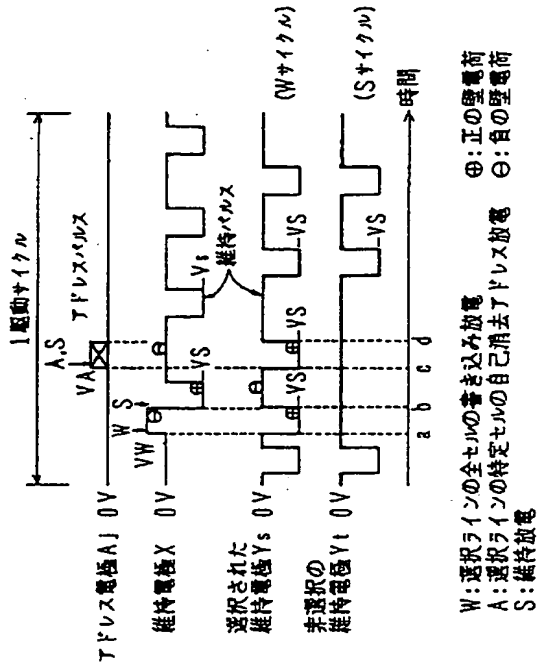 1駆動サイクル
アドレス電極Aj 0V
VA
A,S
アドレスパルス
維持電極X 0V
VW
W
S
⊖
⊕
VS
⊖
Vs
維持パルス
選択された
維持電極Ys 0V
⊕
VS
⊖
⊕
VS
-VS
(Wサイクル)
非選択の
維持電極Yt 0V
-VS
(Sサイクル)
a
b
c
d
時間
W:選択ラインの全セルの書き込み放電
A:選択ラインの特定セルの自己消去アドレス放電
S:維持放電
⊕:正の壁電荷
⊖:負の壁電荷